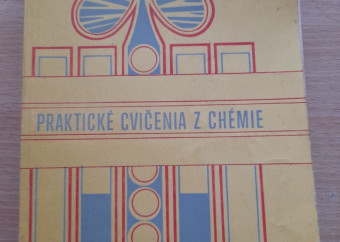 PRAKTICKÉ CVIČENIA Z CHÉMIE